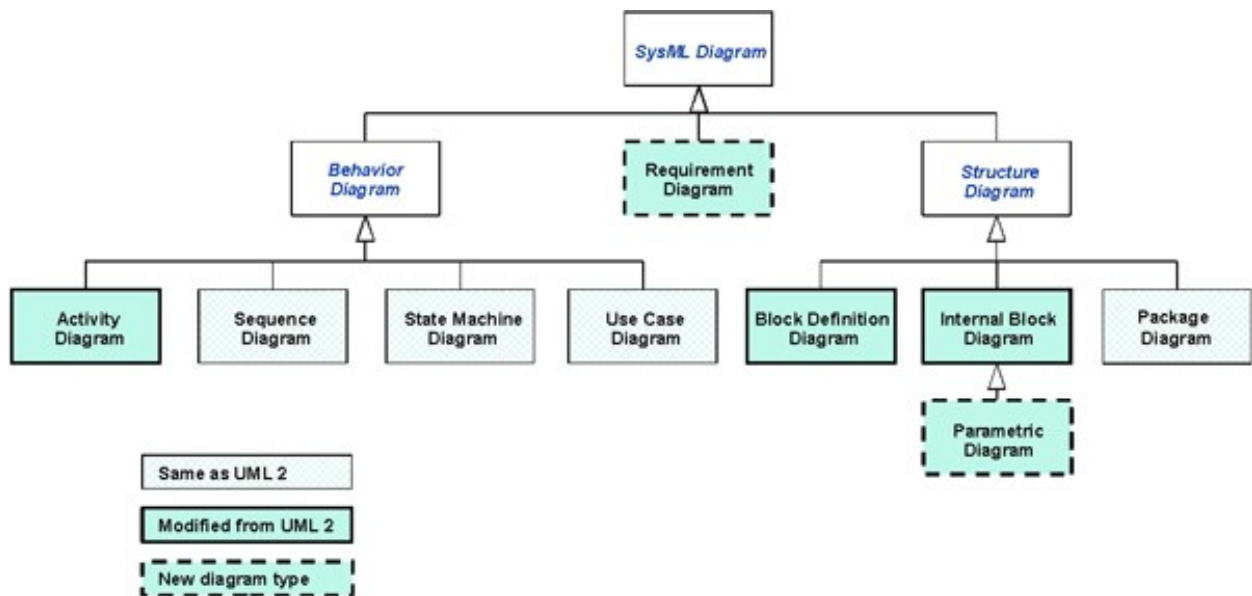 SysML Diagram
Behavior
Diagram
Requirement
Diagram
Structure
Diagram
Activity
Diagram
Sequence
Diagram
State Machine
Diagram
Use Case
Diagram
Block Definition
Diagram
Internal Block
Diagram
Package
Diagram
Parametric
Diagram
Same as UML 2
Modified from UML 2
New diagram type